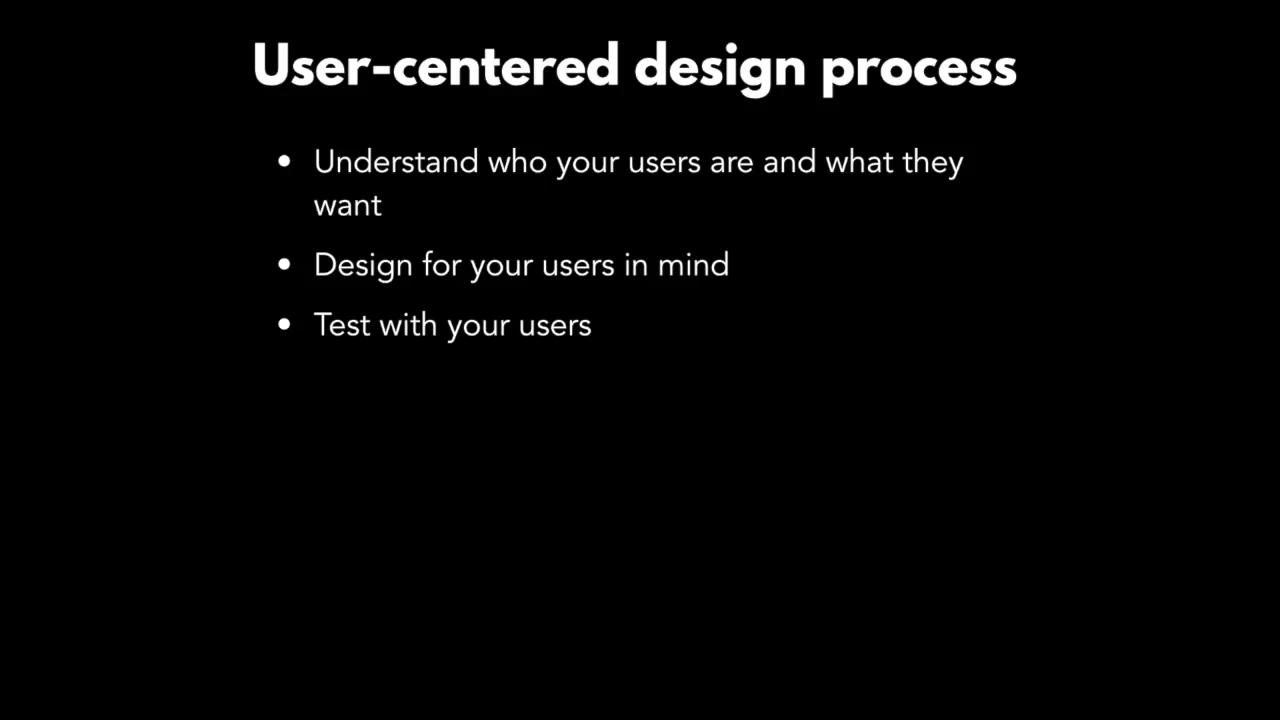 User-centered design process
• Understand who your users are and what they
want
• Design for your users in mind
• Test with your users